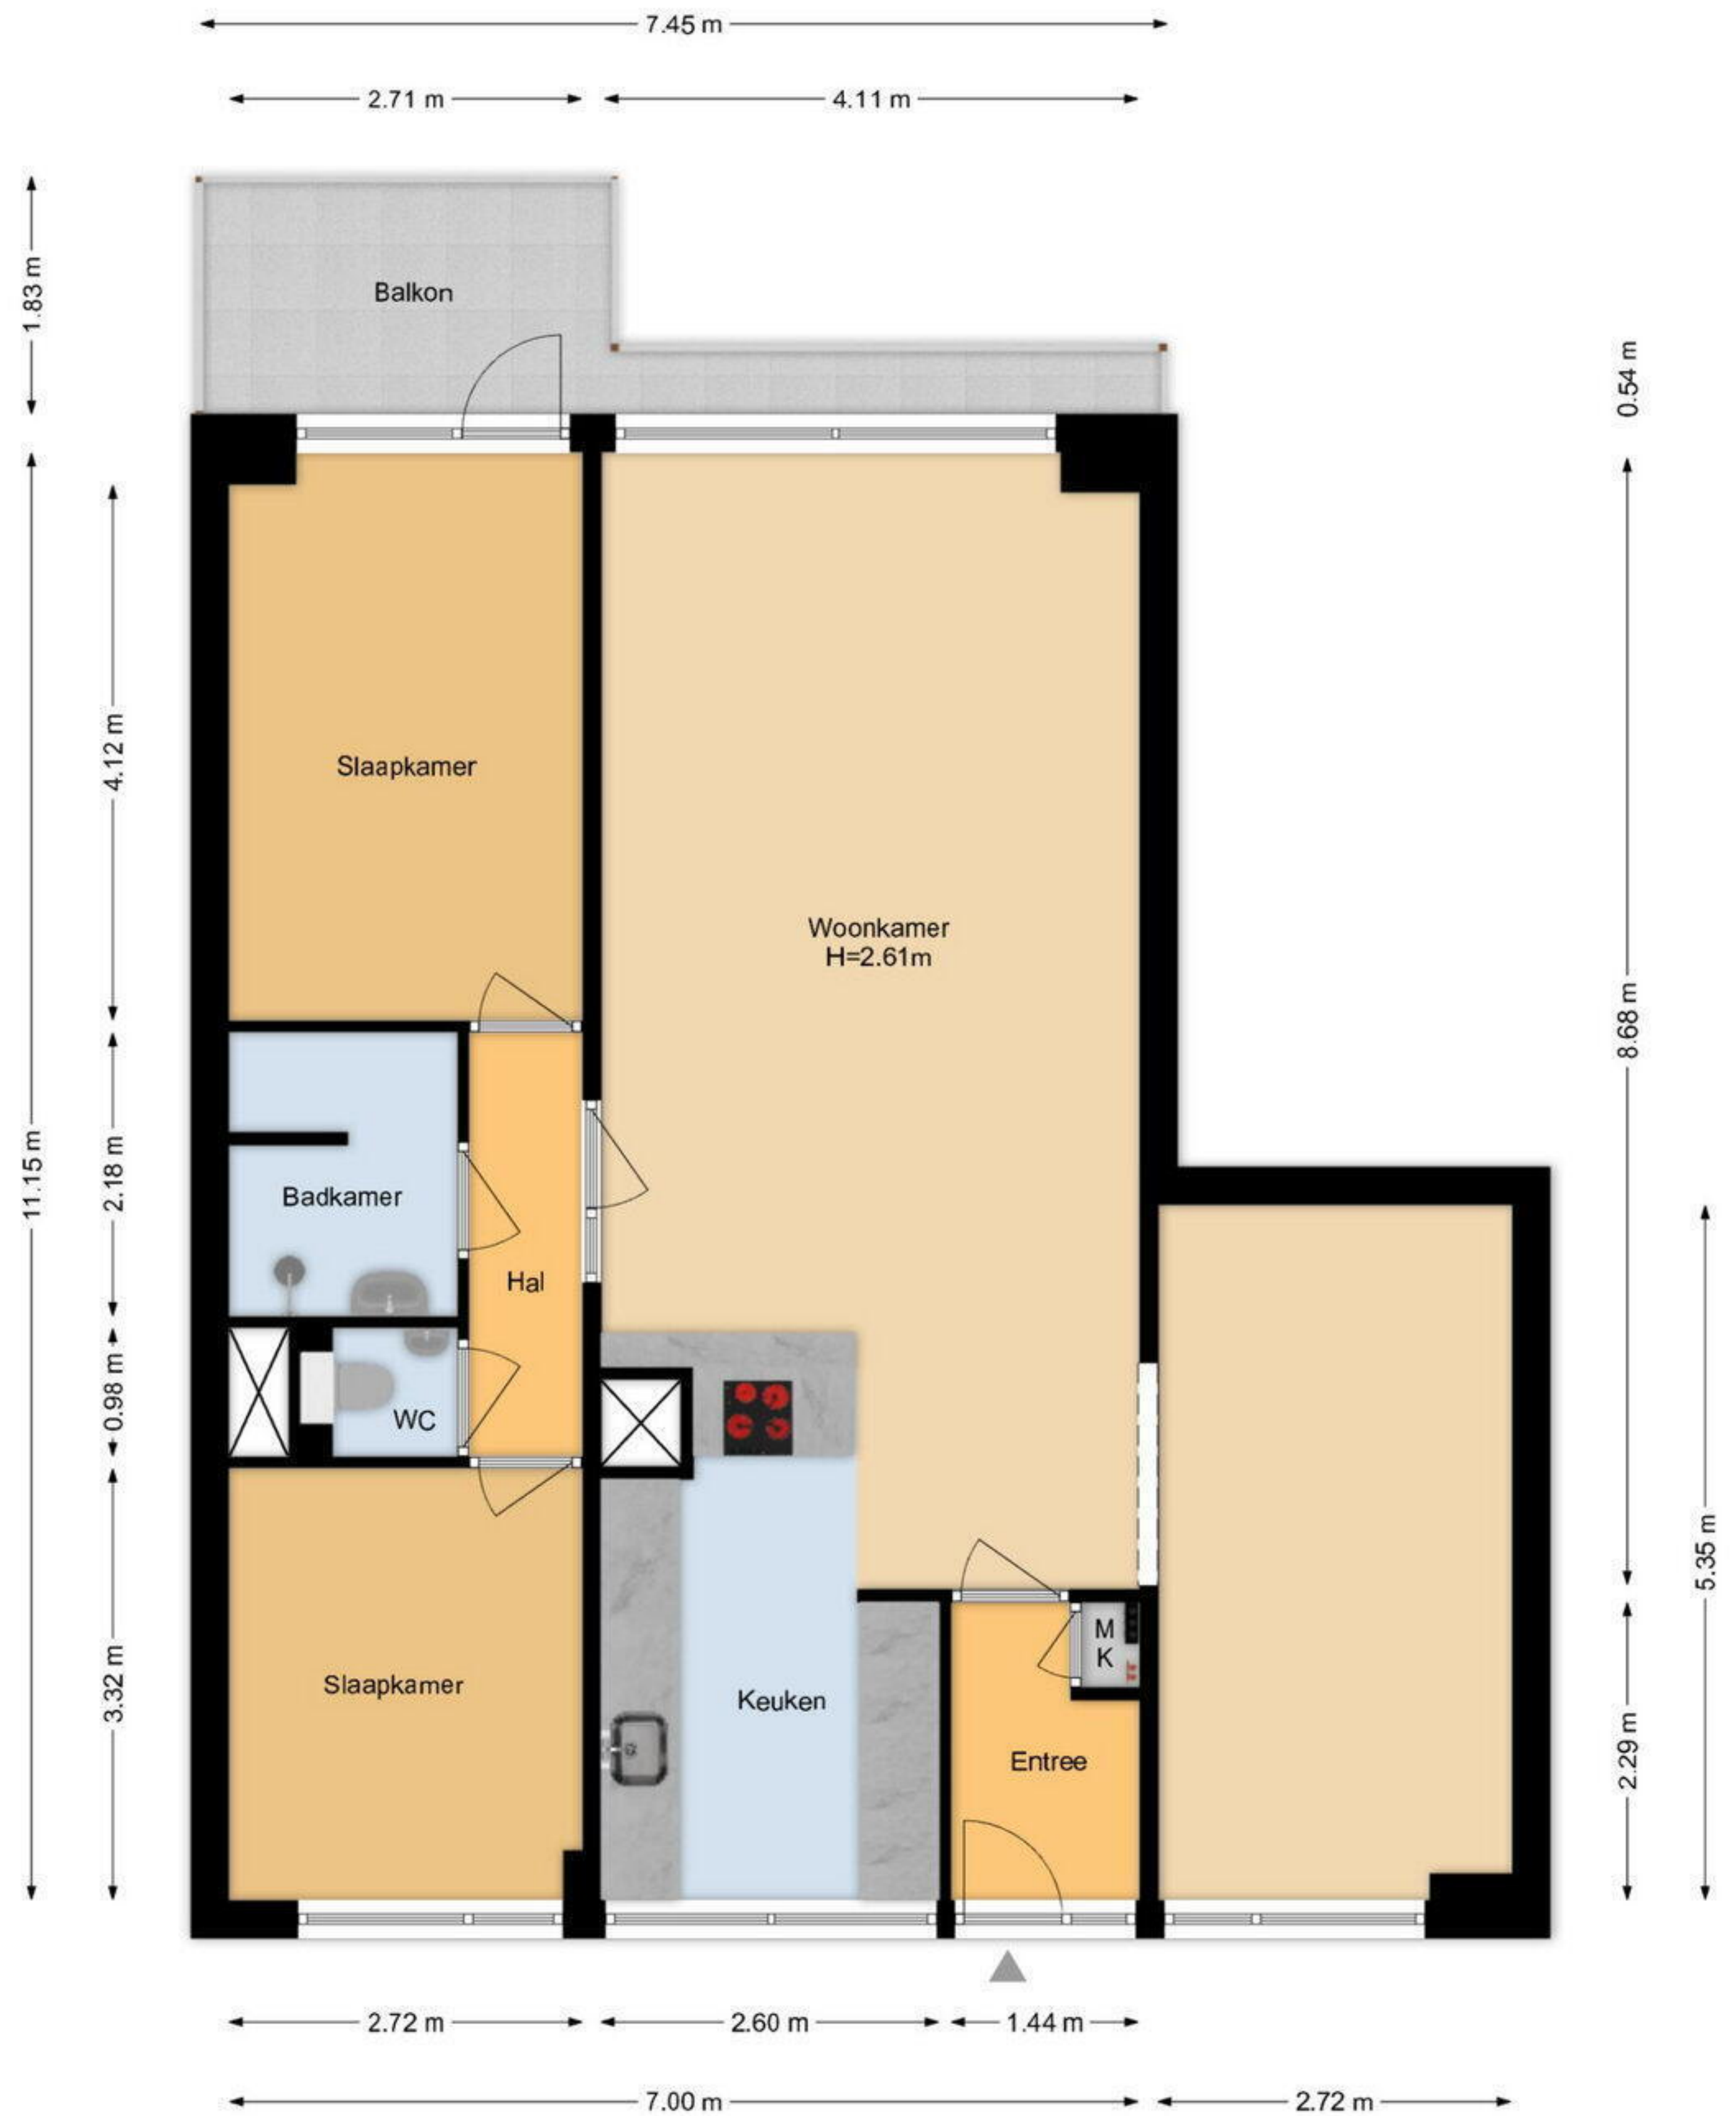 7.45 m
2.71 m
4.11 m
1.83 m
Balkon
0.54 m
4.12 m
Slaapkamer
Woonkamer
H=2.61m
8.68 m
11.15 m
2.18 m
Badkamer
Hal
0.98 m
WC
5.35 m
3.32 m
Slaapkamer
Keuken
M
K
Entree
2.29 m
2.72 m
2.60 m
1.44 m
7.00 m
2.72 m